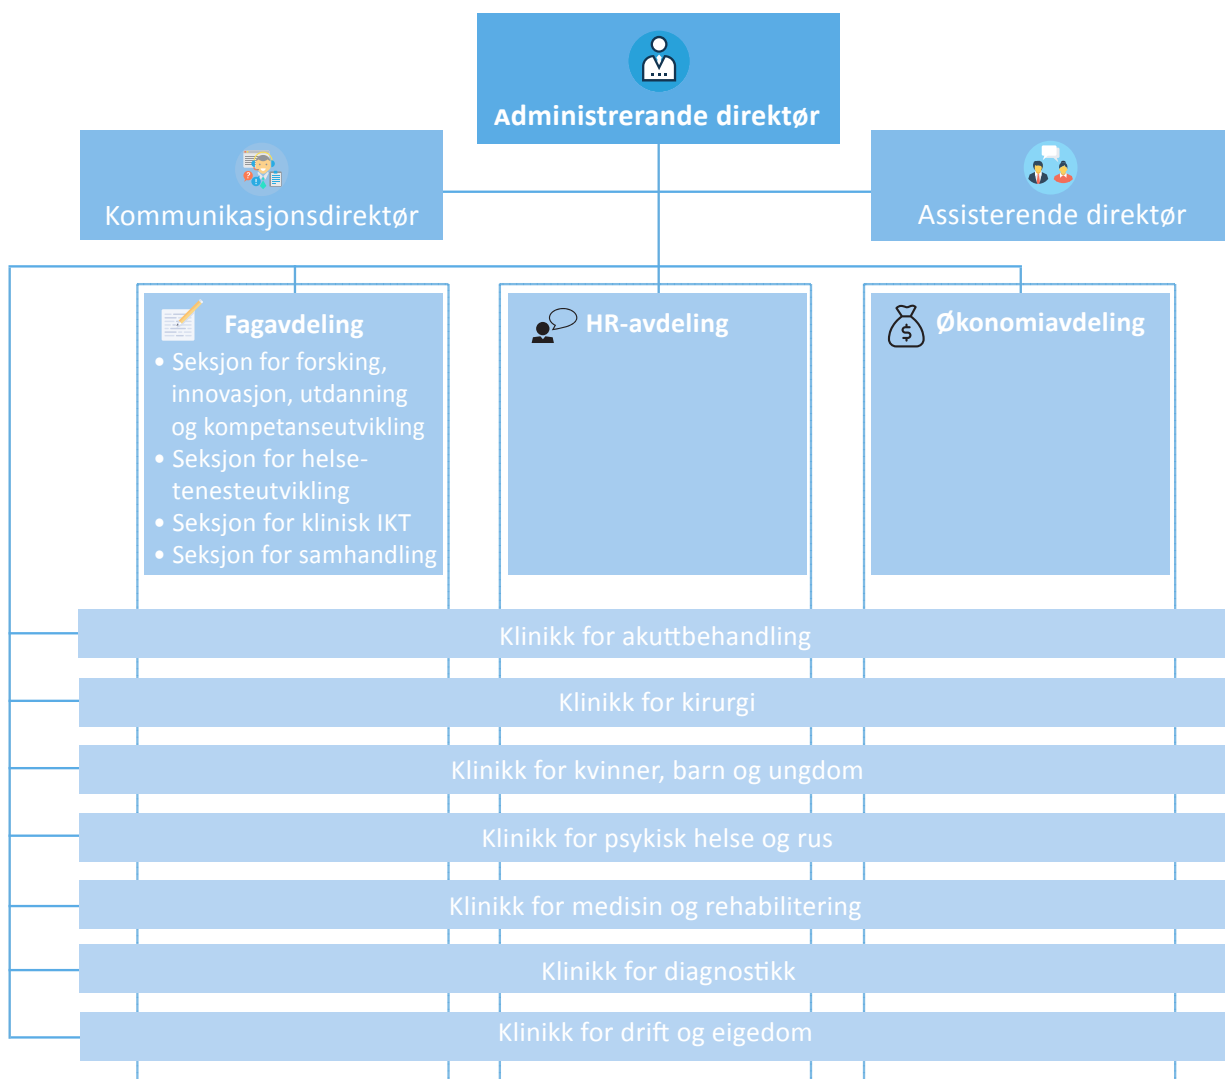 Administrerande direktør
Kommunikasjonsdirektør
Assisterende direktør
Fagavdeling
• Seksjon for forsking,
innovasjon, utdanning
og kompetanseutvikling
• Seksjon for helse-
tenesteutvikling
• Seksjon for klinisk IKT
• Seksjon for samhandling
HR-avdeling
Økonomiavdeling
Klinikk for akuttbehandling
Klinikk for kirurgi
Klinikk for kvinner, barn og ungdom
Klinikk for psykisk helse og rus
Klinikk for medisin og rehabilitering
Klinikk for diagnostikk
Klinikk for drift og eigedom